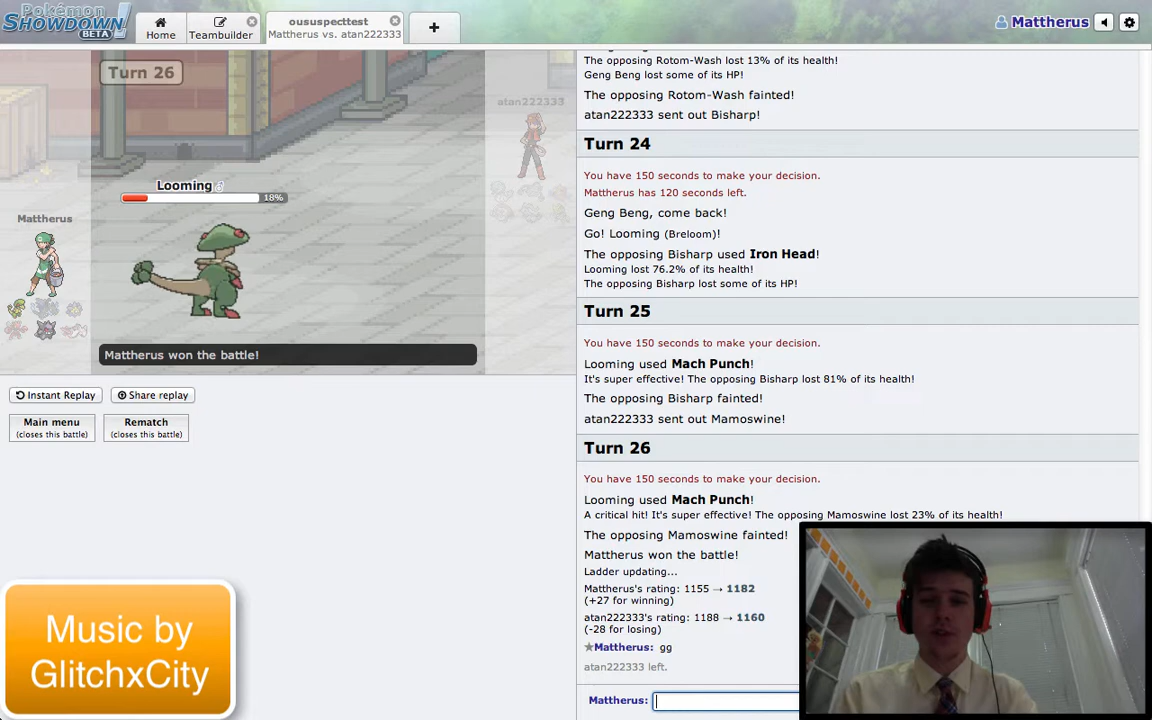 Pokémon
SHOWDOWN!
BETA
Home
Teambuilder
oususpecttest
Mattherus vs. atan222333
+
Mattherus
Turn 26
atan222333
Looming
18%
Mattherus
Mattherus won the battle!
Instant Replay
Share replay
Main menu
(closes this battle)
Rematch
(closes this battle)
The opposing Rotom-Wash lost 13% of its health!
Geng Beng lost some of its HP!
The opposing Rotom-Wash fainted!
atan222333 sent out Bisharp!
Turn 24
You have 150 seconds to make your decision.
Mattherus has 120 seconds left.
Geng Beng, come back!
Go! Looming (Breloom)!
The opposing Bisharp used Iron Head!
Looming lost 76.2% of its health!
The opposing Bisharp lost some of its HP!
Turn 25
You have 150 seconds to make your decision.
Looming used Mach Punch!
It's super effective! The opposing Bisharp lost 81% of its health!
The opposing Bisharp fainted!
atan222333 sent out Mamoswine!
Turn 26
You have 150 seconds to make your decision.
Looming used Mach Punch!
A critical hit! It's super effective! The opposing Mamoswine lost 23% of its health!
The opposing Mamoswine fainted!
Mattherus won the battle!
Ladder updating...
Mattherus's rating: 1155 → 1182
(+27 for winning)
atan222333's rating: 1188 → 1160
(-28 for losing)
★Mattherus: gg
atan222333 left.
Mattherus:
Music by
GlitchxCity